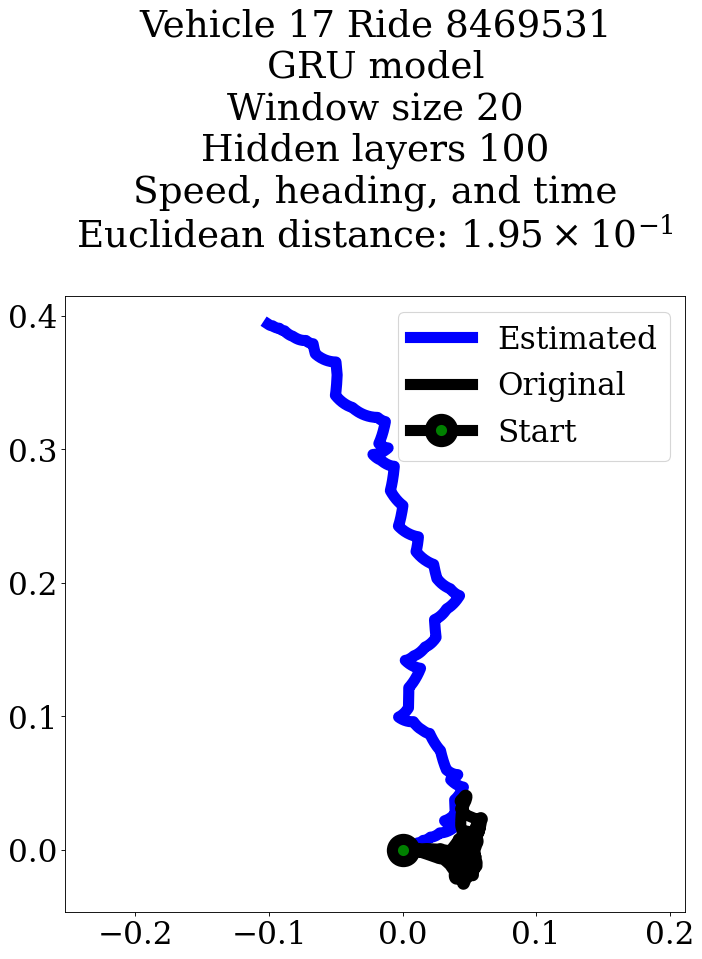 Vehicle 17 Ride 8469531
GRU model
Window size 20
Hidden layers 100
Speed, heading, and time
Euclidean distance: 1.95 × 10⁻¹
0.4
0.3
0.2
0.1
0.0
Estimated
Original
Start
−0.2 −0.1 0.0 0.1 0.2